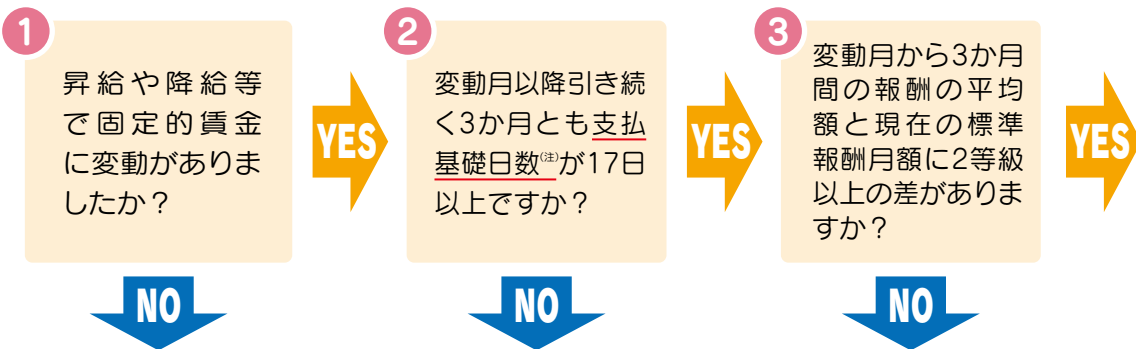 1
昇給や降給等
で固定的賃金
に変動がありま
したか？
YES
2
変動月以降引き続
く3か月とも支払
基礎日数(注)が17日
以上ですか？
YES
3
変動月から3か月
間の報酬の平均
額と現在の標準
報酬月額に2等級
以上の差がありま
すか？
YES
NO
NO
NO